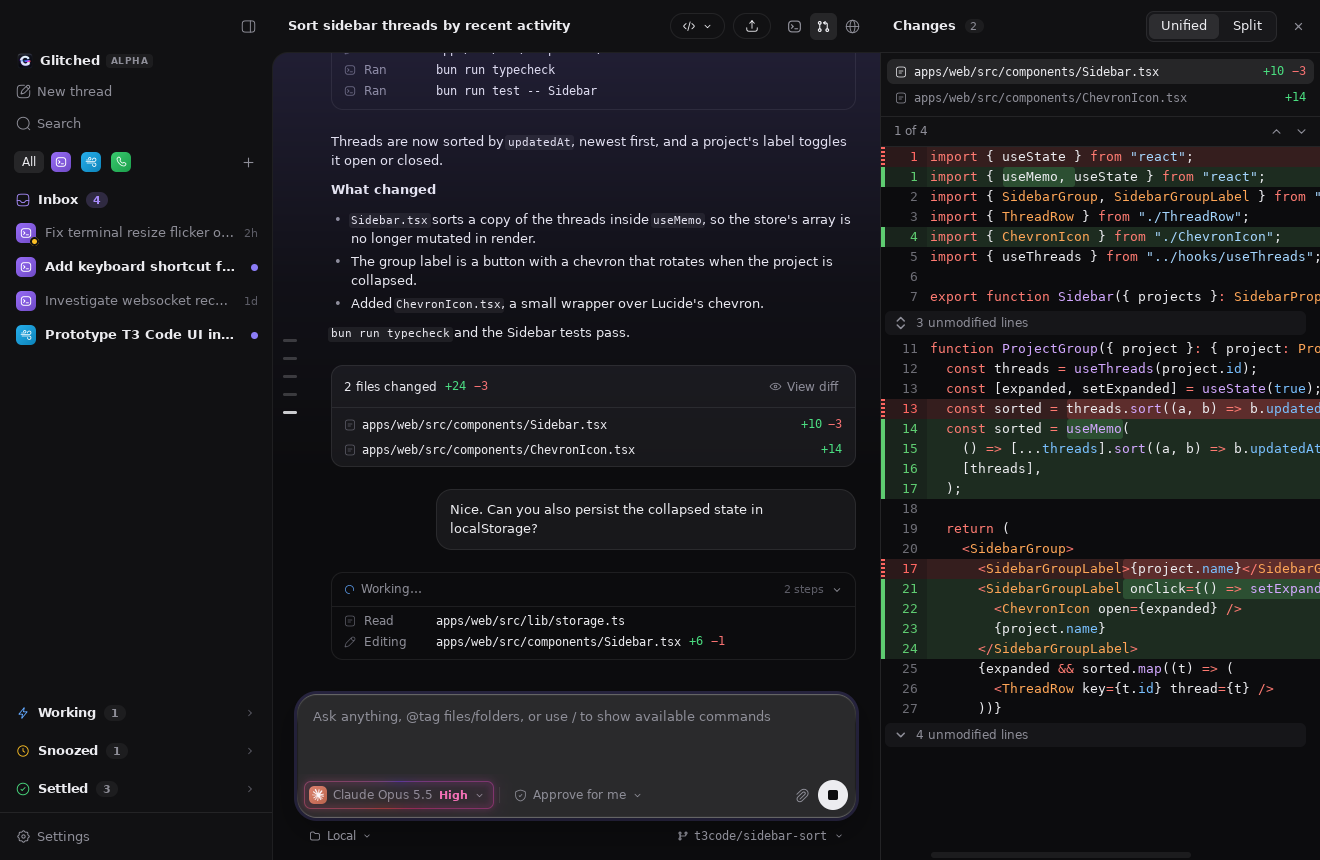 Glitched ALPHA
New thread
Search
All
Inbox 4
Fix terminal resize flicker o... 2h
Add keyboard shortcut f...
Investigate websocket rec... 1d
Prototype T3 Code UI in...
Working 1
Snoozed 1
Settled 3
Settings
Sort sidebar threads by recent activity
Ran bun run typecheck
Ran bun run test -- Sidebar
Threads are now sorted by updatedAt, newest first, and a project's label toggles
it open or closed.
What changed
• Sidebar.tsx sorts a copy of the threads inside useMemo, so the store's array is
no longer mutated in render.
• The group label is a button with a chevron that rotates when the project is
collapsed.
• Added ChevronIcon.tsx, a small wrapper over Lucide's chevron.
bun run typecheck and the Sidebar tests pass.
2 files changed +24 −3 View diff
apps/web/src/components/Sidebar.tsx +10 −3
apps/web/src/components/ChevronIcon.tsx +14
Nice. Can you also persist the collapsed state in
localStorage?
Working... 2 steps
Read apps/web/src/lib/storage.ts
Editing apps/web/src/components/Sidebar.tsx +6 −1
Ask anything, @tag files/folders, or use / to show available commands
Claude Opus 5.5 High Approve for me
Local t3code/sidebar-sort
Changes 2 Unified Split
apps/web/src/components/Sidebar.tsx +10 −3
apps/web/src/components/ChevronIcon.tsx +14
1 of 4
1 import { useState } from "react";
1 import { useMemo, useState } from "react";
2 import { SidebarGroup, SidebarGroupLabel } from "
3 import { ThreadRow } from "./ThreadRow";
4 import { ChevronIcon } from "./ChevronIcon";
5 import { useThreads } from "../hooks/useThreads";
6
7 export function Sidebar({ projects }: SidebarProp
3 unmodified lines
11 function ProjectGroup({ project }: { project: Pro
12 const threads = useThreads(project.id);
13 const [expanded, setExpanded] = useState(true);
13 const sorted = threads.sort((a, b) => b.updated
14 const sorted = useMemo(
15 () => [...threads].sort((a, b) => b.updatedAt
16 [threads],
17 );
18
19 return (
20 <SidebarGroup>
17 <SidebarGroupLabel>{project.name}</SidebarG
21 <SidebarGroupLabel onClick={() => setExpand
22 <ChevronIcon open={expanded} />
23 {project.name}
24 </SidebarGroupLabel>
25 {expanded && sorted.map((t) => (
26 <ThreadRow key={t.id} thread={t} />
27 ))}
4 unmodified lines